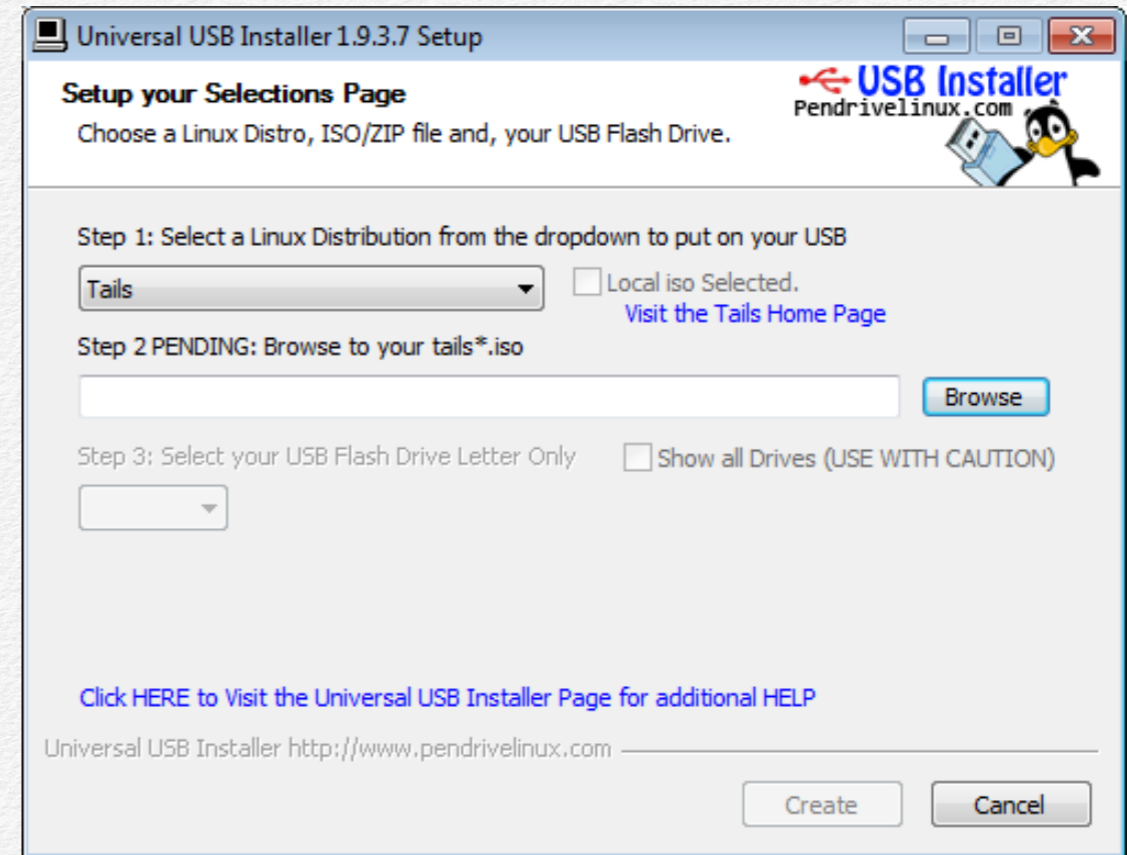 Universal USB Installer 1.9.3.7 Setup
USB Installer
Pendrivelinux.com
Setup your Selections Page
Choose a Linux Distro, ISO/ZIP file and, your USB Flash Drive.
Step 1: Select a Linux Distribution from the dropdown to put on your USB
Tails
Local iso Selected.
Visit the Tails Home Page
Step 2 PENDING: Browse to your tails*.iso
Browse
Step 3: Select your USB Flash Drive Letter Only
Show all Drives (USE WITH CAUTION)
Click HERE to Visit the Universal USB Installer Page for additional HELP
Universal USB Installer http://www.pendrivelinux.com
Create
Cancel